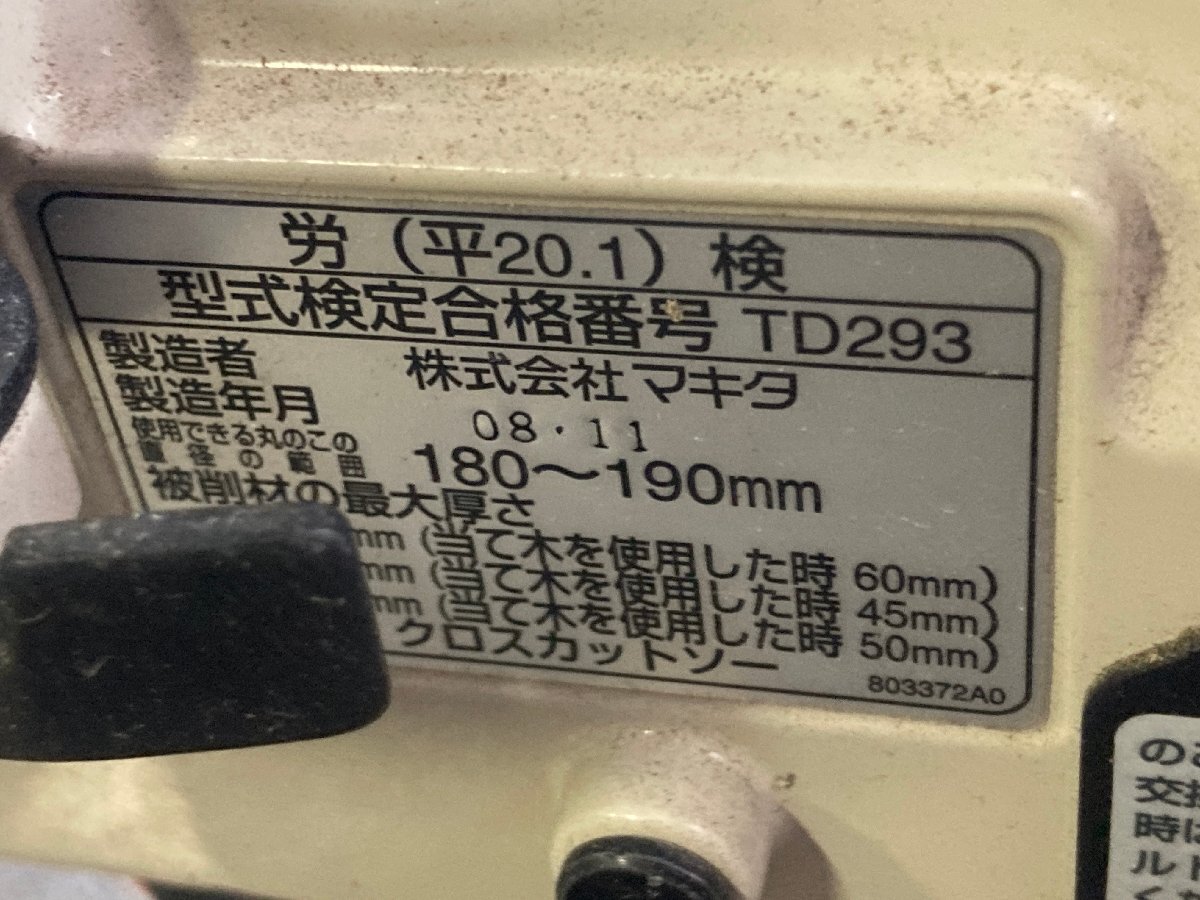 労（平20.1）検
型式検定合格番号 TD293
製造者 株式会社マキタ
製造年月 08・11
使用できる丸のこの
直径の範囲 180～190mm
被削材の最大厚さ
mm（当て木を使用した時 60mm）
mm（当て木を使用した時 45mm）
mm（当て木を使用した時 50mm）
クロスカットソー
803372A0
の
交
時は
ル